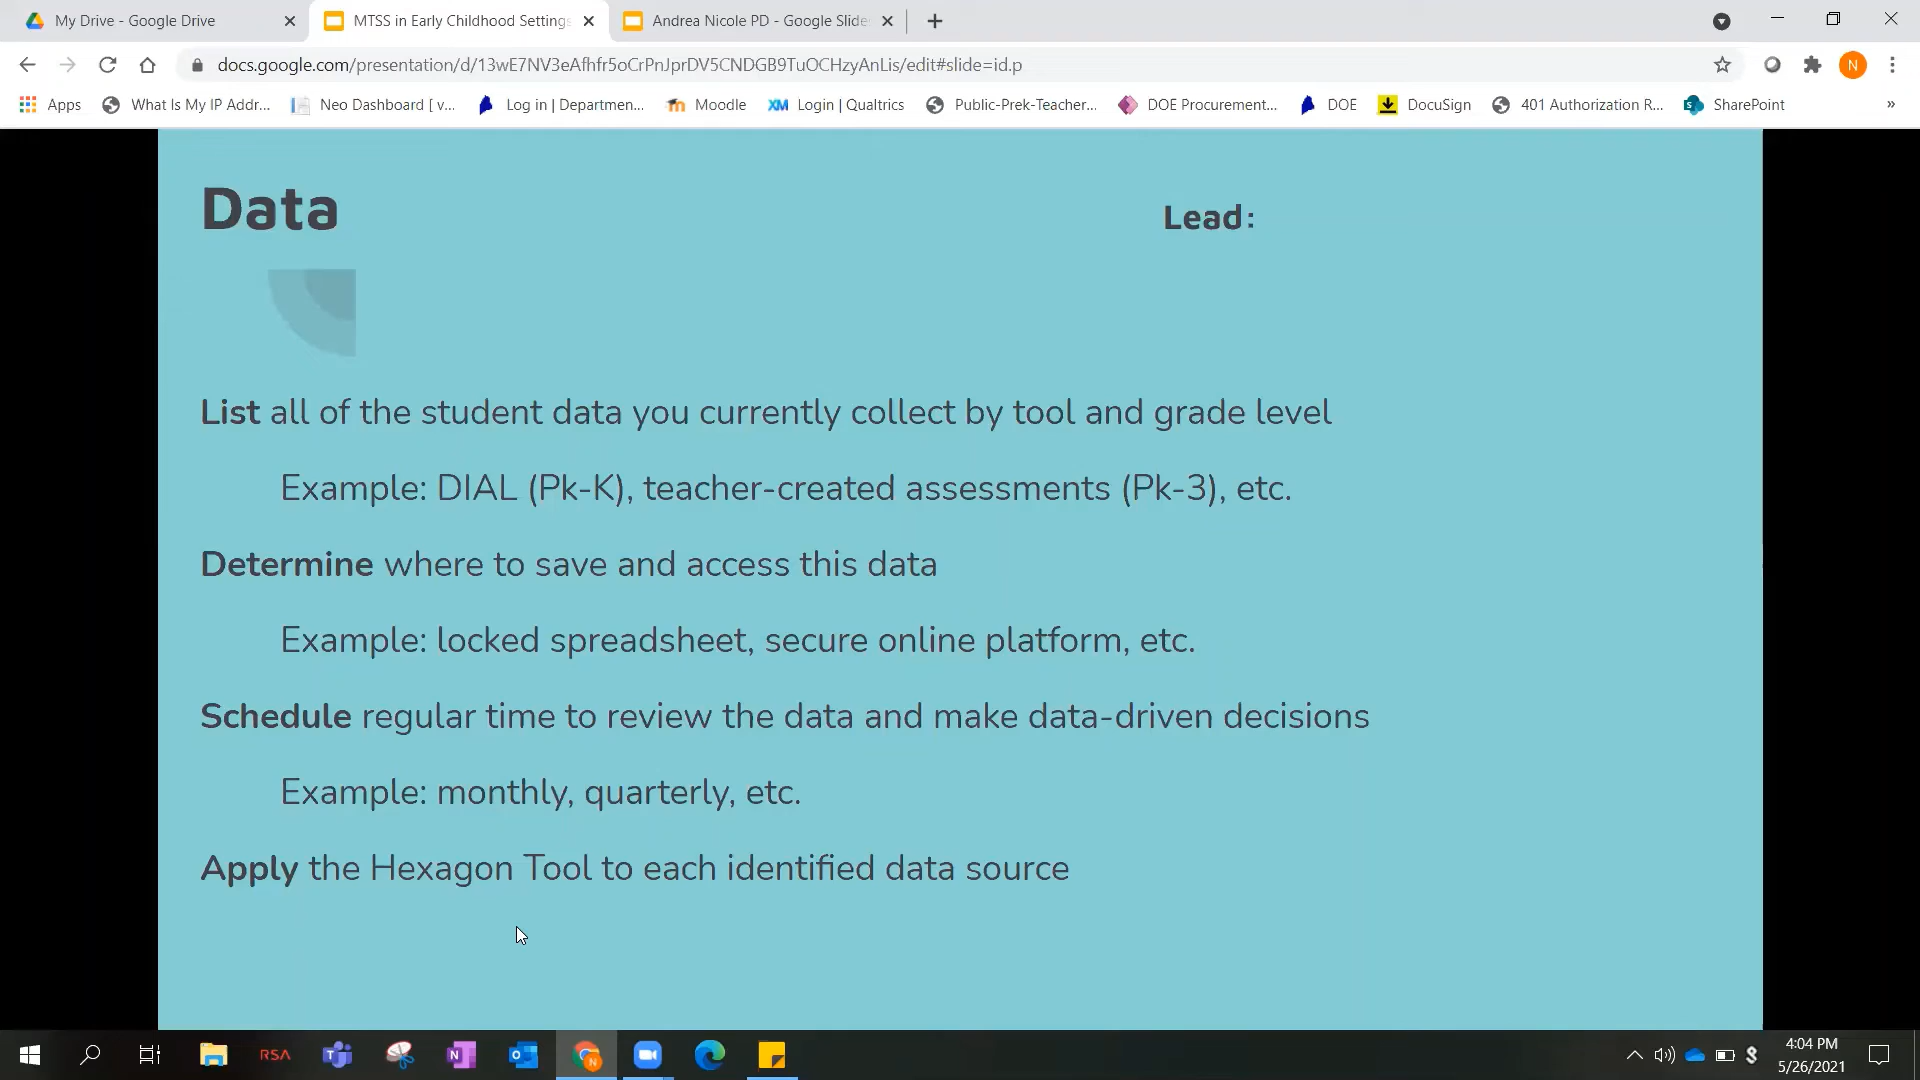 My Drive - Google Drive
MTSS in Early Childhood Settings
Andrea Nicole PD - Google Slide
docs.google.com/presentation/d/13wE7NV3eAfhfr5oCrPnJprDV5CNDGB9TuOCHzyAnLis/edit#slide=id.p
N
Apps What Is My IP Addr... Neo Dashboard [ v... Log in | Departmen... Moodle XM Login | Qualtrics Public-Prek-Teacher... DOE Procurement... DOE DocuSign 401 Authorization R... SharePoint »
Data
Lead:
List all of the student data you currently collect by tool and grade level
Example: DIAL (Pk-K), teacher-created assessments (Pk-3), etc.
Determine where to save and access this data
Example: locked spreadsheet, secure online platform, etc.
Schedule regular time to review the data and make data-driven decisions
Example: monthly, quarterly, etc.
Apply the Hexagon Tool to each identified data source
RSA
4:04 PM
5/26/2021